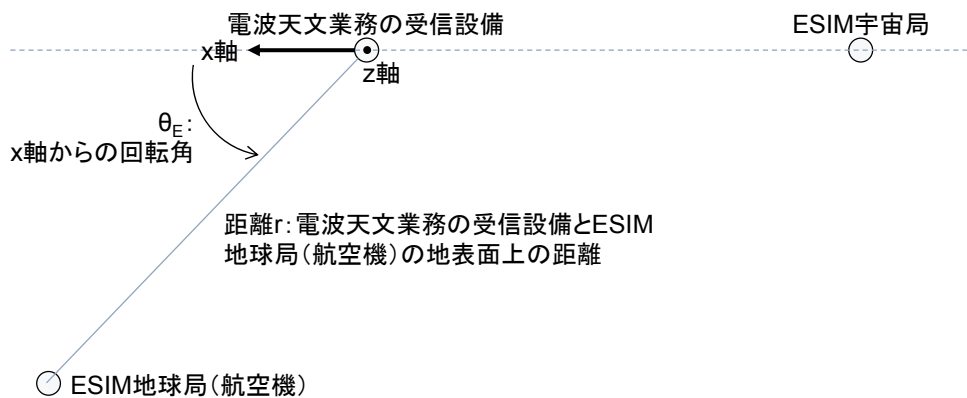 電波天文業務の受信設備
ESIM宇宙局
x軸
z軸
θE:
x軸からの回転角
距離r:電波天文業務の受信設備とESIM
地球局(航空機)の地表面上の距離
ESIM地球局(航空機)